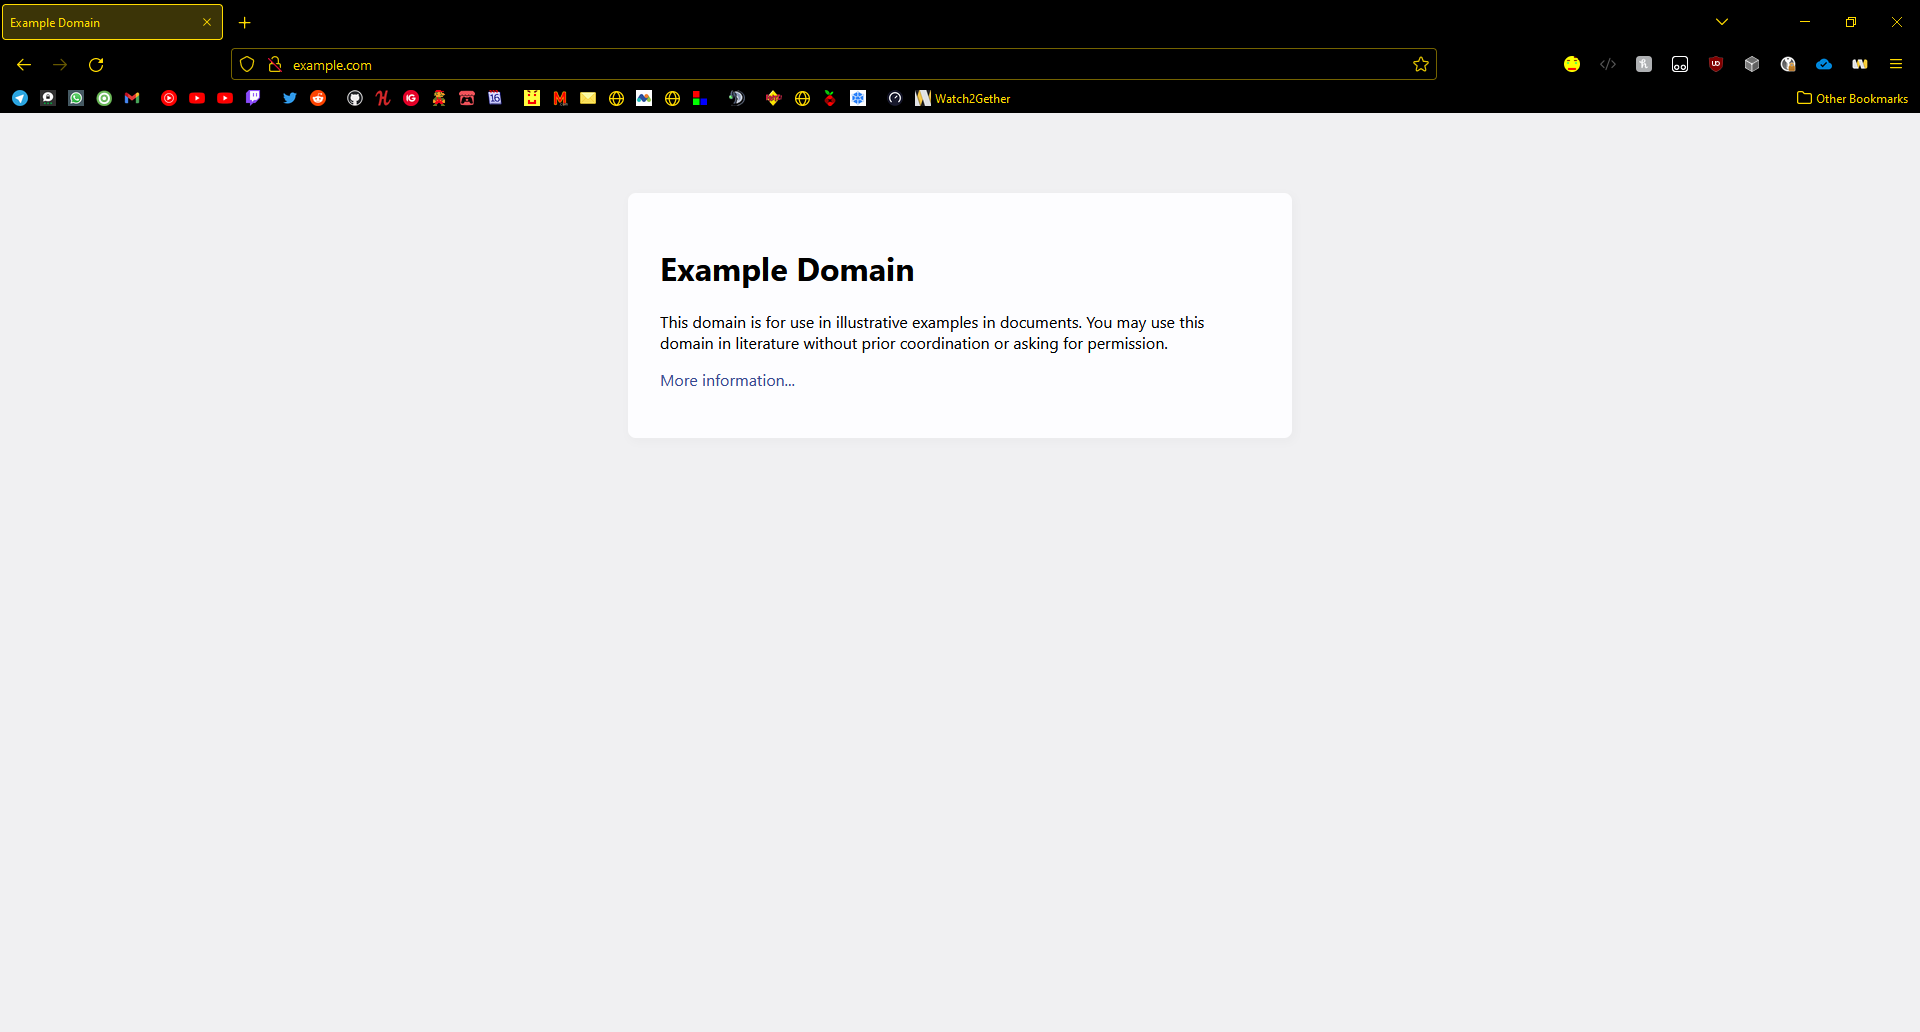 Example Domain
example.com
Watch2Gether
Other Bookmarks
Example Domain
This domain is for use in illustrative examples in documents. You may use this
domain in literature without prior coordination or asking for permission.
More information...